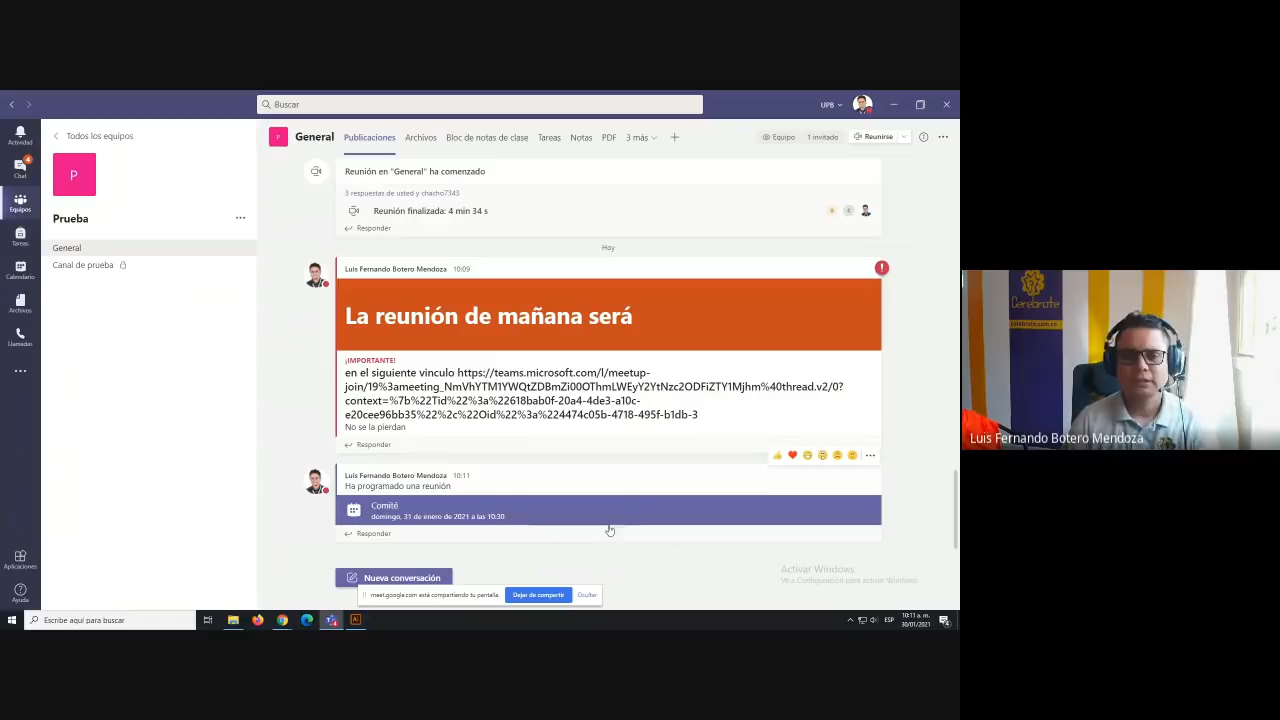 Buscar
UPB
Actividad
Chat
4
Equipos
Tareas
Calendario
Archivos
Llamadas
Aplicaciones
Ayuda
Todos los equipos
P
Prueba
General
Canal de prueba
P
General
Publicaciones
Archivos
Bloc de notas de clase
Tareas
Notas
PDF
3 más
Equipo
1 invitado
Reunirse
Reunión en "General" ha comenzado
3 respuestas de usted y chacho7343
Reunión finalizada: 4 min 34 s
Responder
Hoy
Luis Fernando Botero Mendoza 10:09
La reunión de mañana será
¡IMPORTANTE!
en el siguiente vinculo https://teams.microsoft.com/l/meetup-
join/19%3ameeting_NmVhYTM1YWQtZDBmZi00OThmLWEyY2YtNzc2ODFiZTY1Mjhm%40thread.v2/0?
context=%7b%22Tid%22%3a%22618bab0f-20a4-4de3-a10c-
e20cee96bb35%22%2c%22Oid%22%3a%224474c05b-4718-495f-b1db-3
No se la pierdan
Responder
Luis Fernando Botero Mendoza 10:11
Ha programado una reunión
Comité
domingo, 31 de enero de 2021 a las 10:30
Responder
Nueva conversación
Activar Windows
Ve a Configuración para activar Windows.
meet.google.com está compartiendo tu pantalla.
Dejar de compartir
Ocultar
Escribe aquí para buscar
ESP
10:11 a. m.
30/01/2021
Cerebrote
cerebrote.com.co
Luis Fernando Botero Mendoza